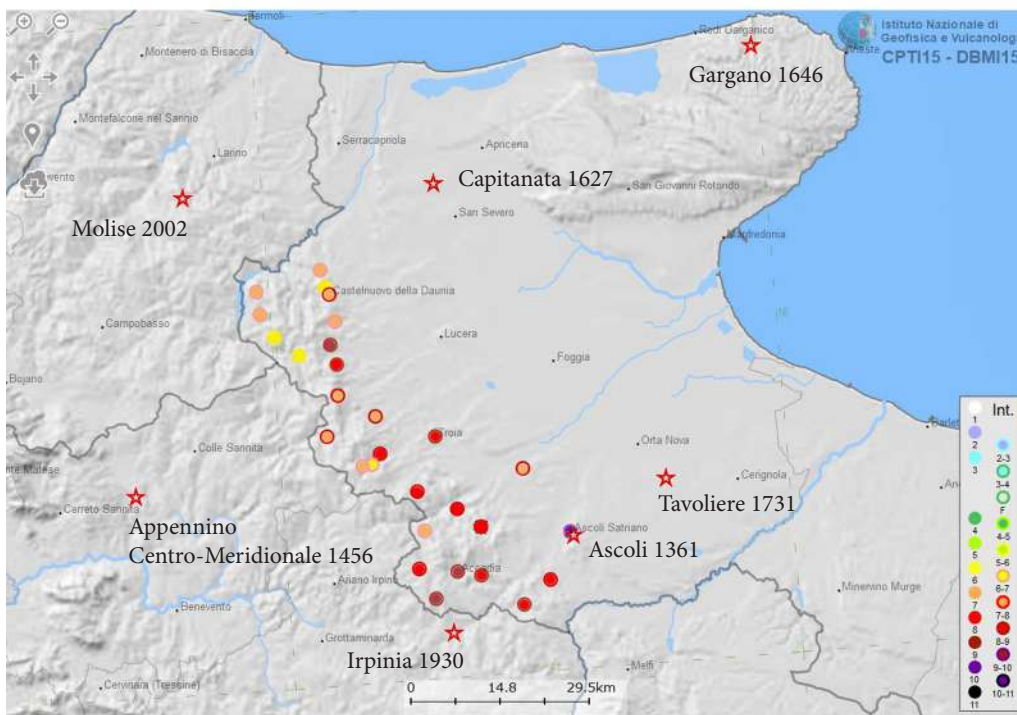 Termoli
Rodi Garganico
Istituto Nazionale di
Geofisica e Vulcanologia
CPTI15 - DBMI15
Montenero di Bisaccia
Gargano 1646
Montefalcone nel Sannio
Serracapriola
Apricena
Larino
Capitanata 1627
San Giovanni Rotondo
San Severo
Molise 2002
Manfredonia
Castelnuovo della Daunia
Campobasso
Lucera
Foggia
Bojano
Int.
1
2
2-3
3
3-4
F
4
4-5
5
5-6
6
6-7
7
7-8
8
8-9
9
9-10
10
10-11
11
Colle Sannita
Troia
Orta Nova
Cerignola
Tavoliere 1731
Cerreto Sannita
Appennino
Centro-Meridionale 1456
Ascoli Satriano
Ascoli 1361
Ariano Irpino
Accadia
Minervino Murge
Benevento
Grottaminarda
Irpinia 1930
Melfi
Cervinara (Trescine)
0 14.8 29.5km